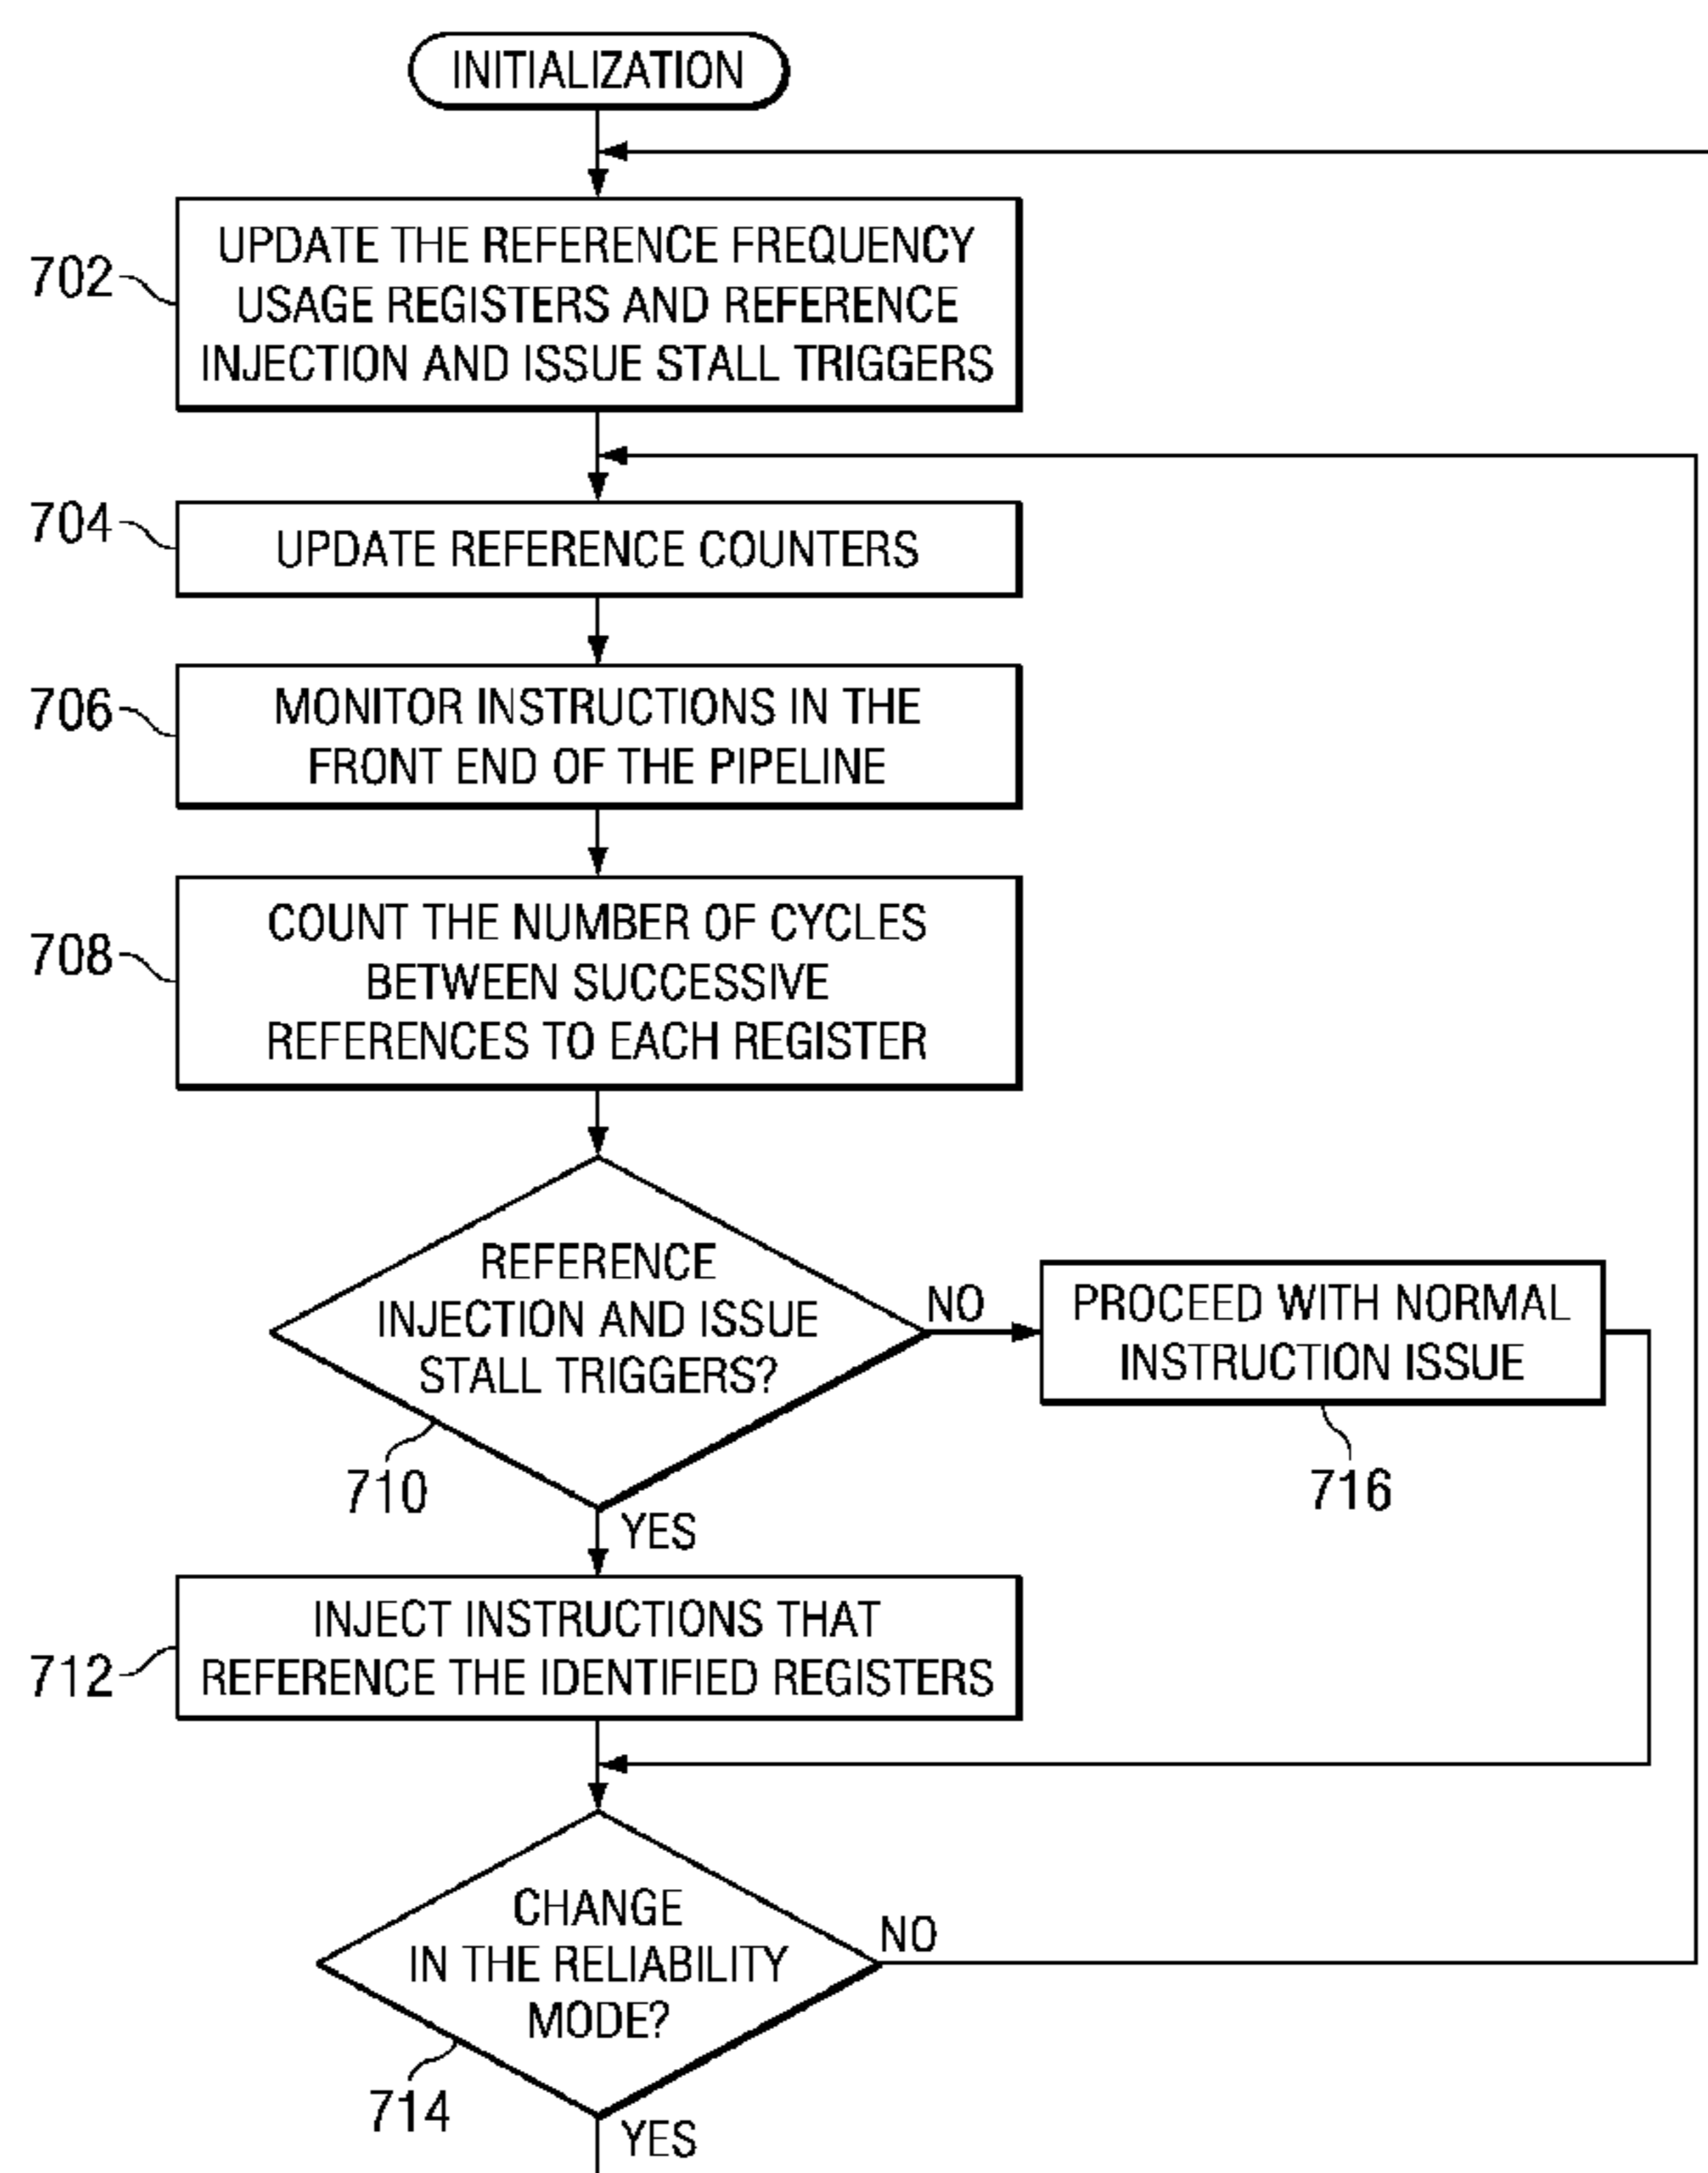 INITIALIZATION
702
UPDATE THE REFERENCE FREQUENCY
USAGE REGISTERS AND REFERENCE
INJECTION AND ISSUE STALL TRIGGERS
704
UPDATE REFERENCE COUNTERS
706
MONITOR INSTRUCTIONS IN THE
FRONT END OF THE PIPELINE
708
COUNT THE NUMBER OF CYCLES
BETWEEN SUCCESSIVE
REFERENCES TO EACH REGISTER
REFERENCE
INJECTION AND ISSUE
STALL TRIGGERS?
710
NO
PROCEED WITH NORMAL
INSTRUCTION ISSUE
716
YES
712
INJECT INSTRUCTIONS THAT
REFERENCE THE IDENTIFIED REGISTERS
CHANGE
IN THE RELIABILITY
MODE?
714
NO
YES